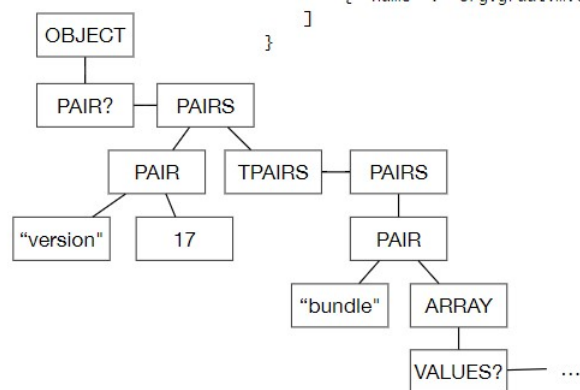 ]
OBJECT }
PAIR? PAIRS
PAIR TPAIRS PAIRS
“version" 17 PAIR
“bundle" ARRAY
VALUES? ...